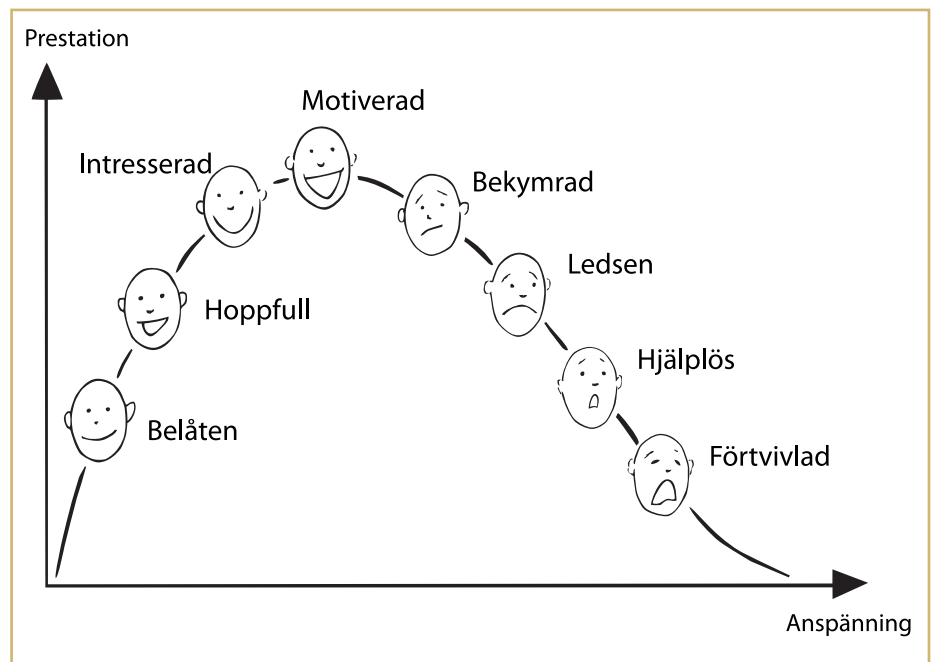 Prestation
Motiverad
Intresserad
Bekymrad
Ledsen
Hoppfull
Hjälplös
Belåten
Förtvivlad
Anspänning